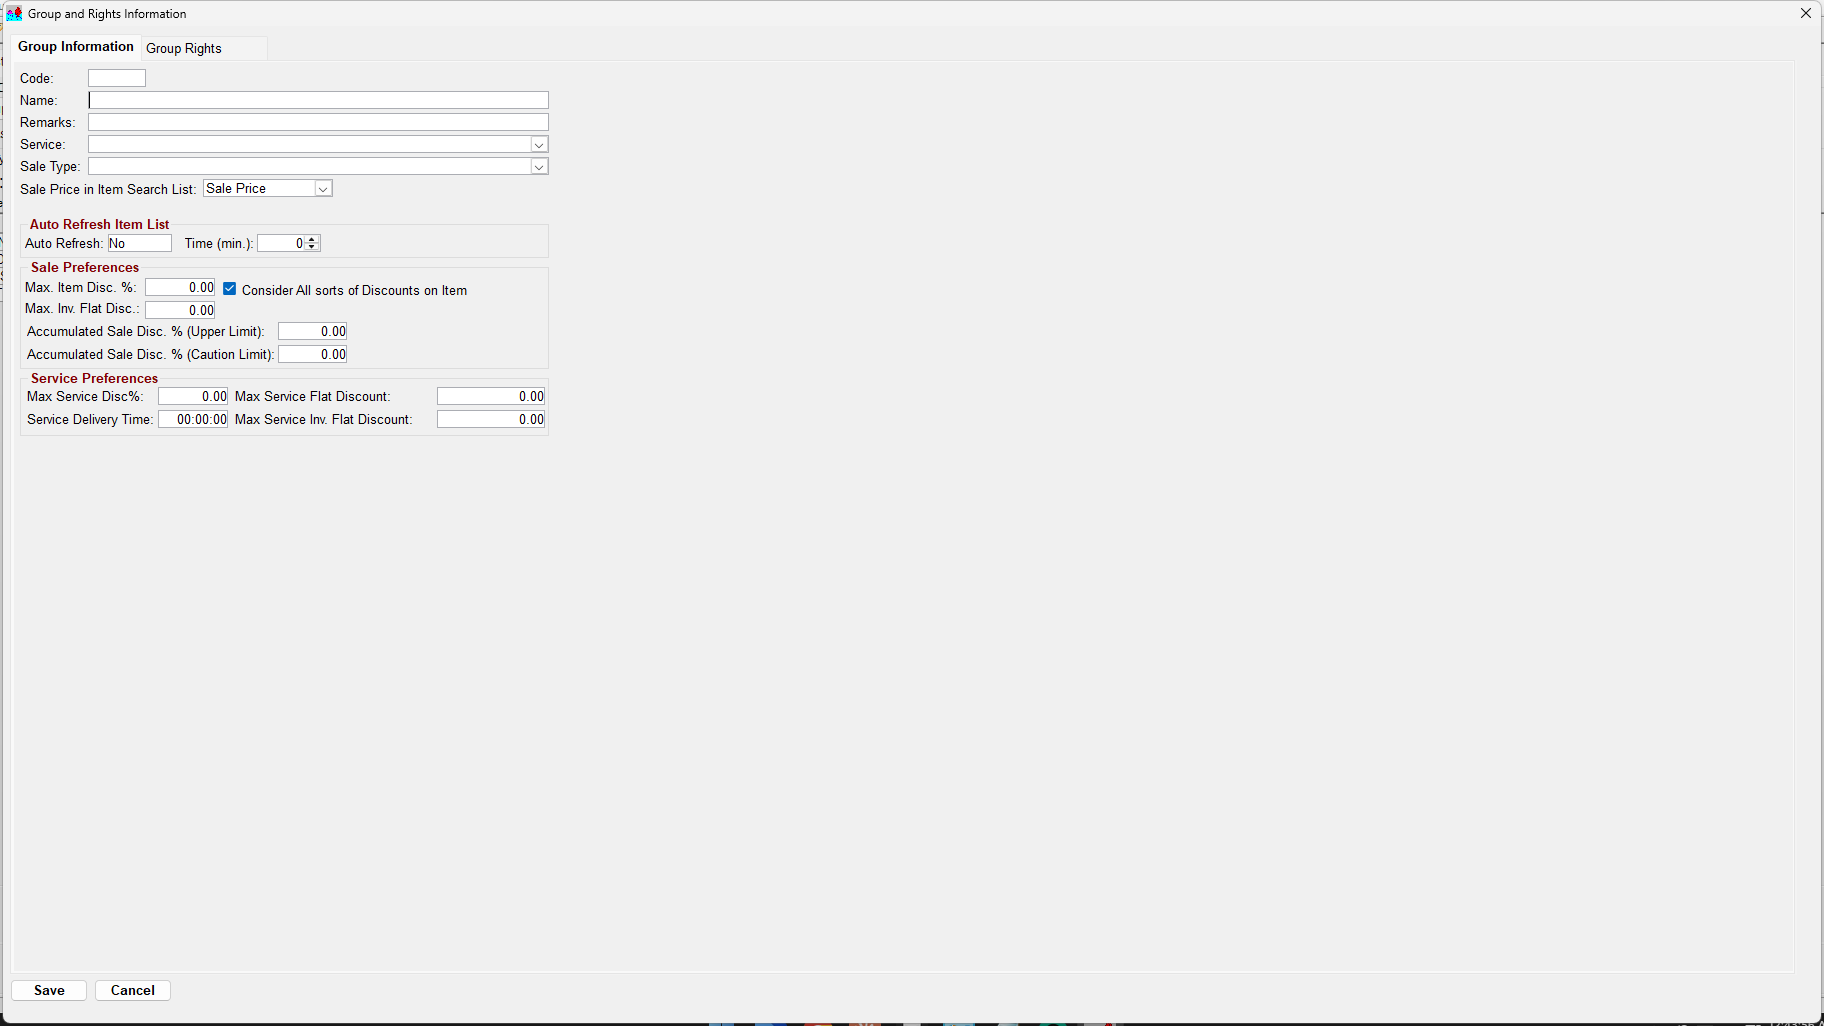 Group and Rights Information
Group Information Group Rights
Code:
Name:
Remarks:
Service:
Sale Type:
Sale Price in Item Search List: Sale Price
Auto Refresh Item List
Auto Refresh: No Time (min.): 0
Sale Preferences
Max. Item Disc. %: 0.00 Consider All sorts of Discounts on Item
Max. Inv. Flat Disc.: 0.00
Accumulated Sale Disc. % (Upper Limit): 0.00
Accumulated Sale Disc. % (Caution Limit): 0.00
Service Preferences
Max Service Disc%: 0.00 Max Service Flat Discount: 0.00
Service Delivery Time: 00:00:00 Max Service Inv. Flat Discount: 0.00
Save Cancel